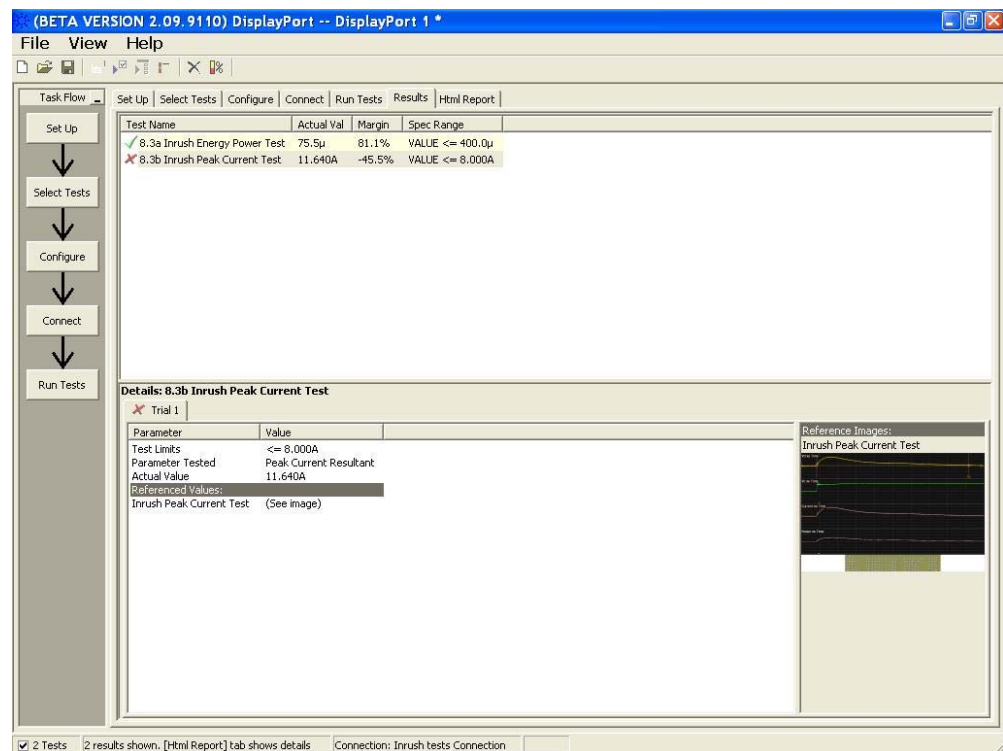 (BETA VERSION 2.09.9110) DisplayPort -- DisplayPort 1 *
File View Help
Task Flow
Set Up
Select Tests
Configure
Connect
Run Tests
Set Up Select Tests Configure Connect Run Tests Results Html Report
Test Name Actual Val Margin Spec Range
8.3a Inrush Energy Power Test 75.5µ 81.1% VALUE <= 400.0µ
8.3b Inrush Peak Current Test 11.640A -45.5% VALUE <= 8.000A
Details: 8.3b Inrush Peak Current Test
Trial 1
Parameter Value
Test Limits <= 8.000A
Parameter Tested Peak Current Resultant
Actual Value 11.640A
Referenced Values:
Inrush Peak Current Test (See image)
Reference Images:
Inrush Peak Current Test
2 Tests 2 results shown. [Html Report] tab shows details Connection: Inrush tests Connection